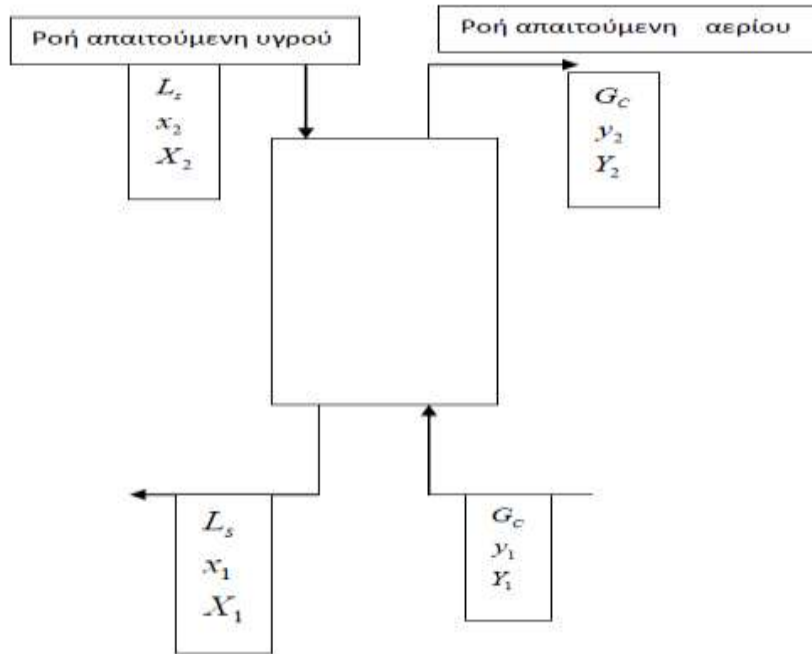 Ροή απαιτούμενη υγρού
Ροή απαιτούμενη αερίου
L_s
x_2
X_2
G_C
y_2
Y_2
L_s
x_1
X_1
G_C
y_1
Y_1